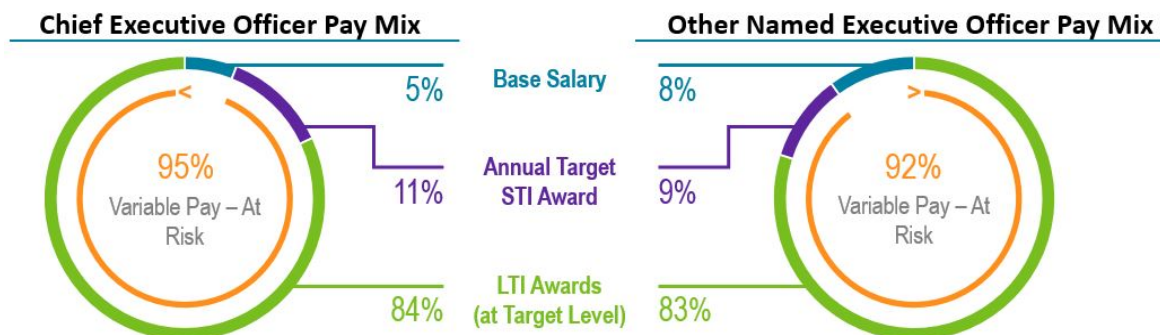 Chief Executive Officer Pay Mix
5%
11%
84%
95%
Variable Pay – At
Risk
<
Base Salary
Annual Target
STI Award
LTI Awards
(at Target Level)
Other Named Executive Officer Pay Mix
8%
9%
83%
92%
Variable Pay – At
Risk
>